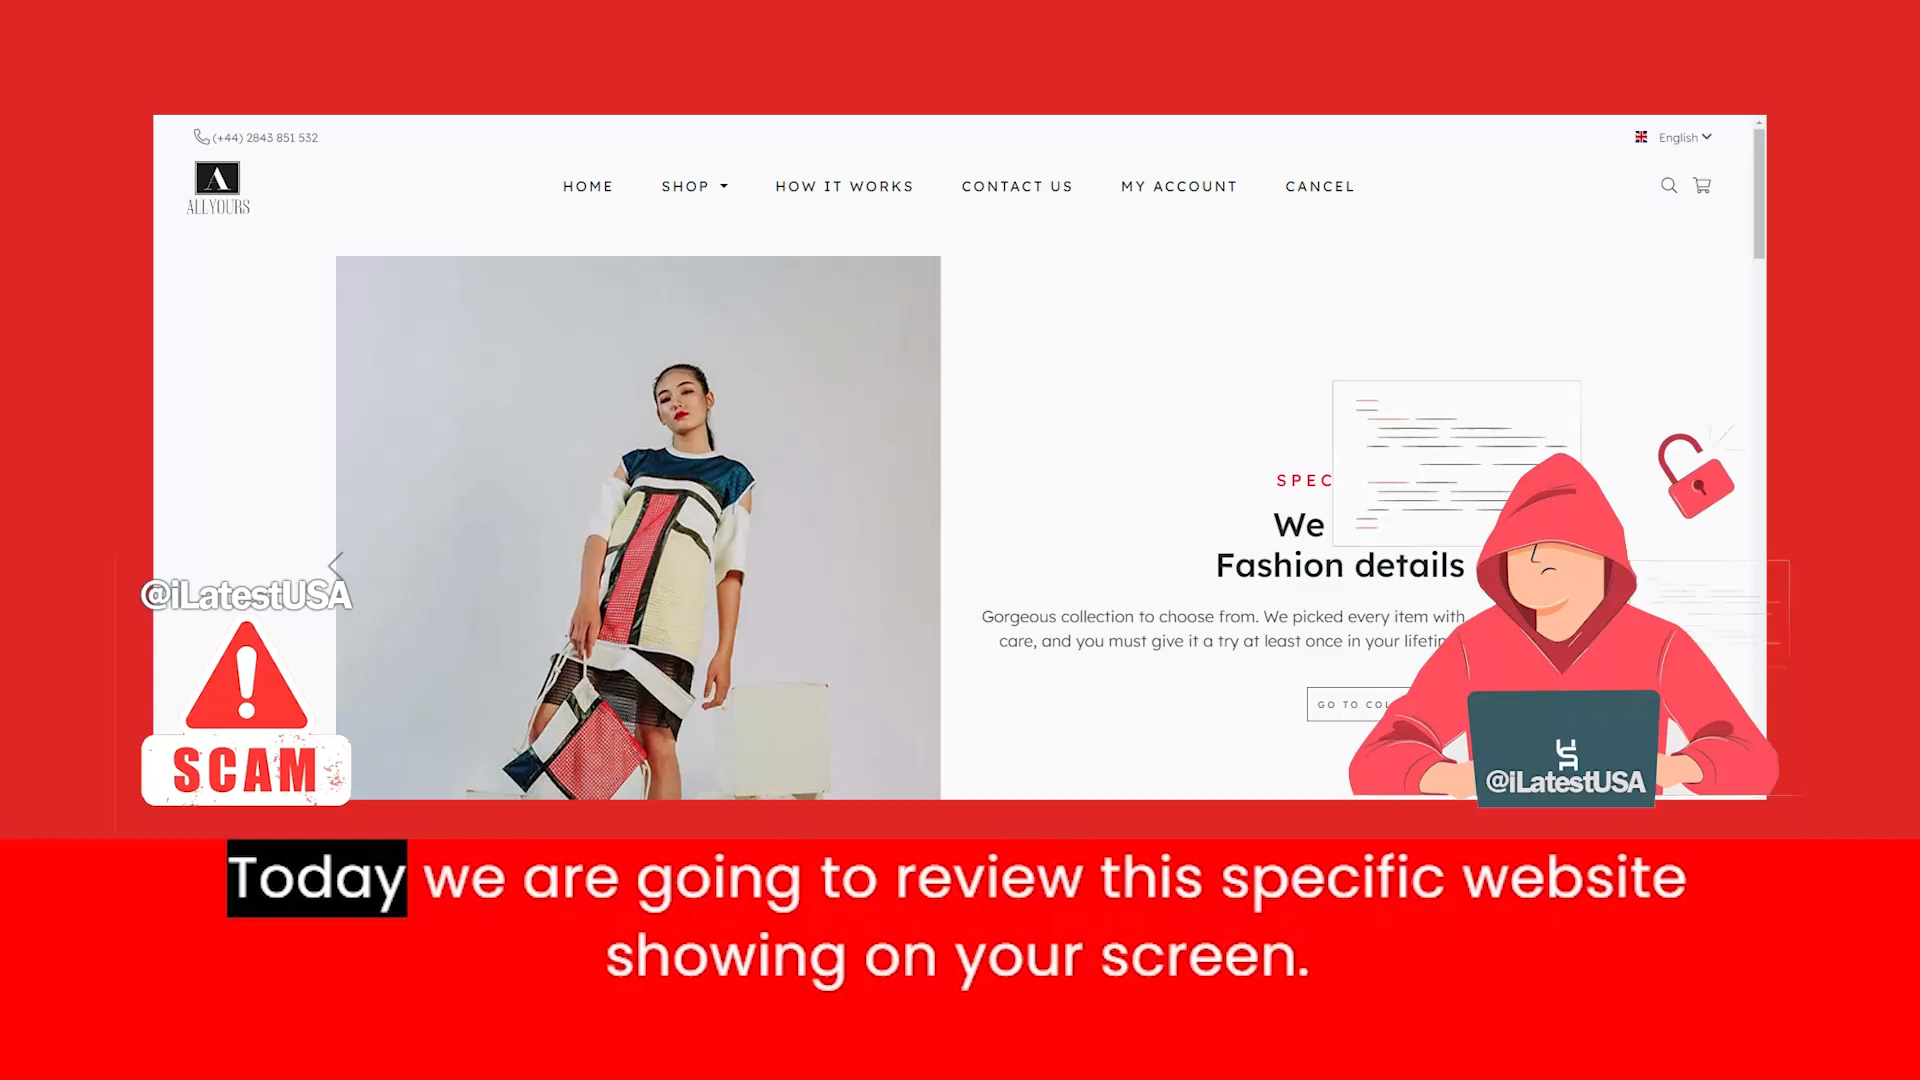 (+44) 2843 851 532
English
A
ALLYOURS
HOME
SHOP
HOW IT WORKS
CONTACT US
MY ACCOUNT
CANCEL
SPEC
We
Fashion details
Gorgeous collection to choose from. We picked every item with
care, and you must give it a try at least once in your
GO TO
@iLatestUSA
SCAM
@iLatestUSA
Today we are going to review this specific website
showing on your screen.